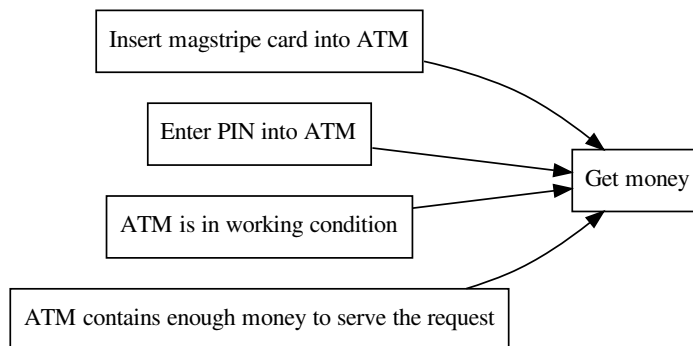 Insert magstripe card into ATM
Enter PIN into ATM
Get money
ATM is in working condition
ATM contains enough money to serve the request